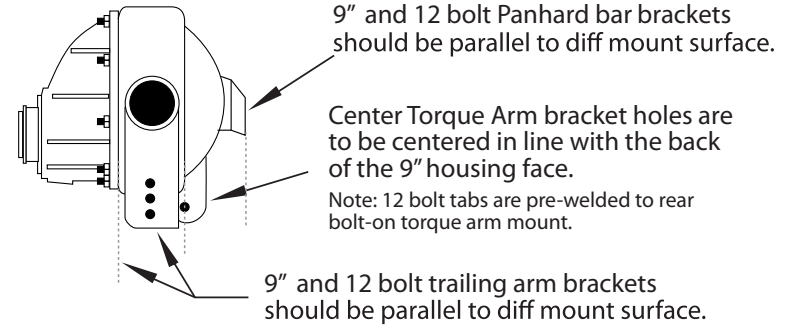 9” and 12 bolt Panhard bar brackets
should be parallel to diff mount surface.
Center Torque Arm bracket holes are
to be centered in line with the back
of the 9” housing face.
Note: 12 bolt tabs are pre-welded to rear
bolt-on torque arm mount.
9” and 12 bolt trailing arm brackets
should be parallel to diff mount surface.